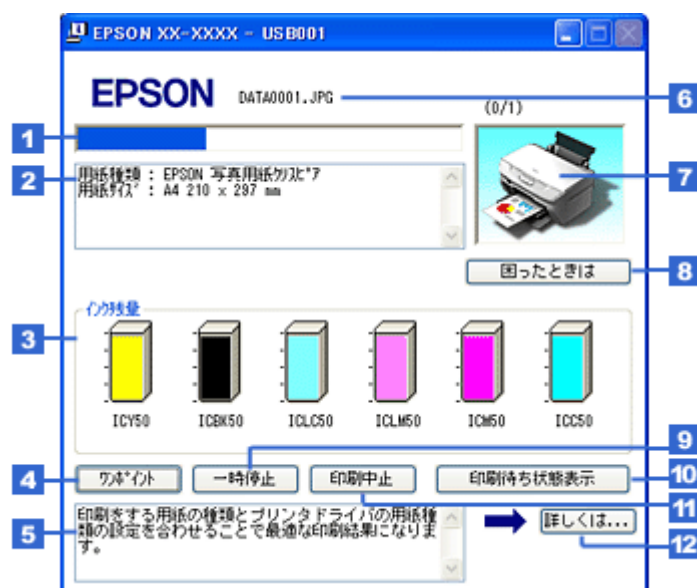 EPSON XX-XXXX - USB001
EPSON
DATA0001.JPG
6
(0/1)
1
2
用紙種類 : EPSON 写真用紙クリスピア
用紙サイズ : A4 210 x 297 mm
7
困ったときは
8
インク残量
3
ICY50
ICBK50
ICLC50
ICLM50
ICM50
ICC50
9
4
ワンポイント
一時停止
印刷中止
印刷待ち状態表示
10
11
5
印刷をする用紙の種類とプリンタドライバの用紙種
類の設定を合わせることで最適な印刷結果になりま
す。
詳しくは...
12